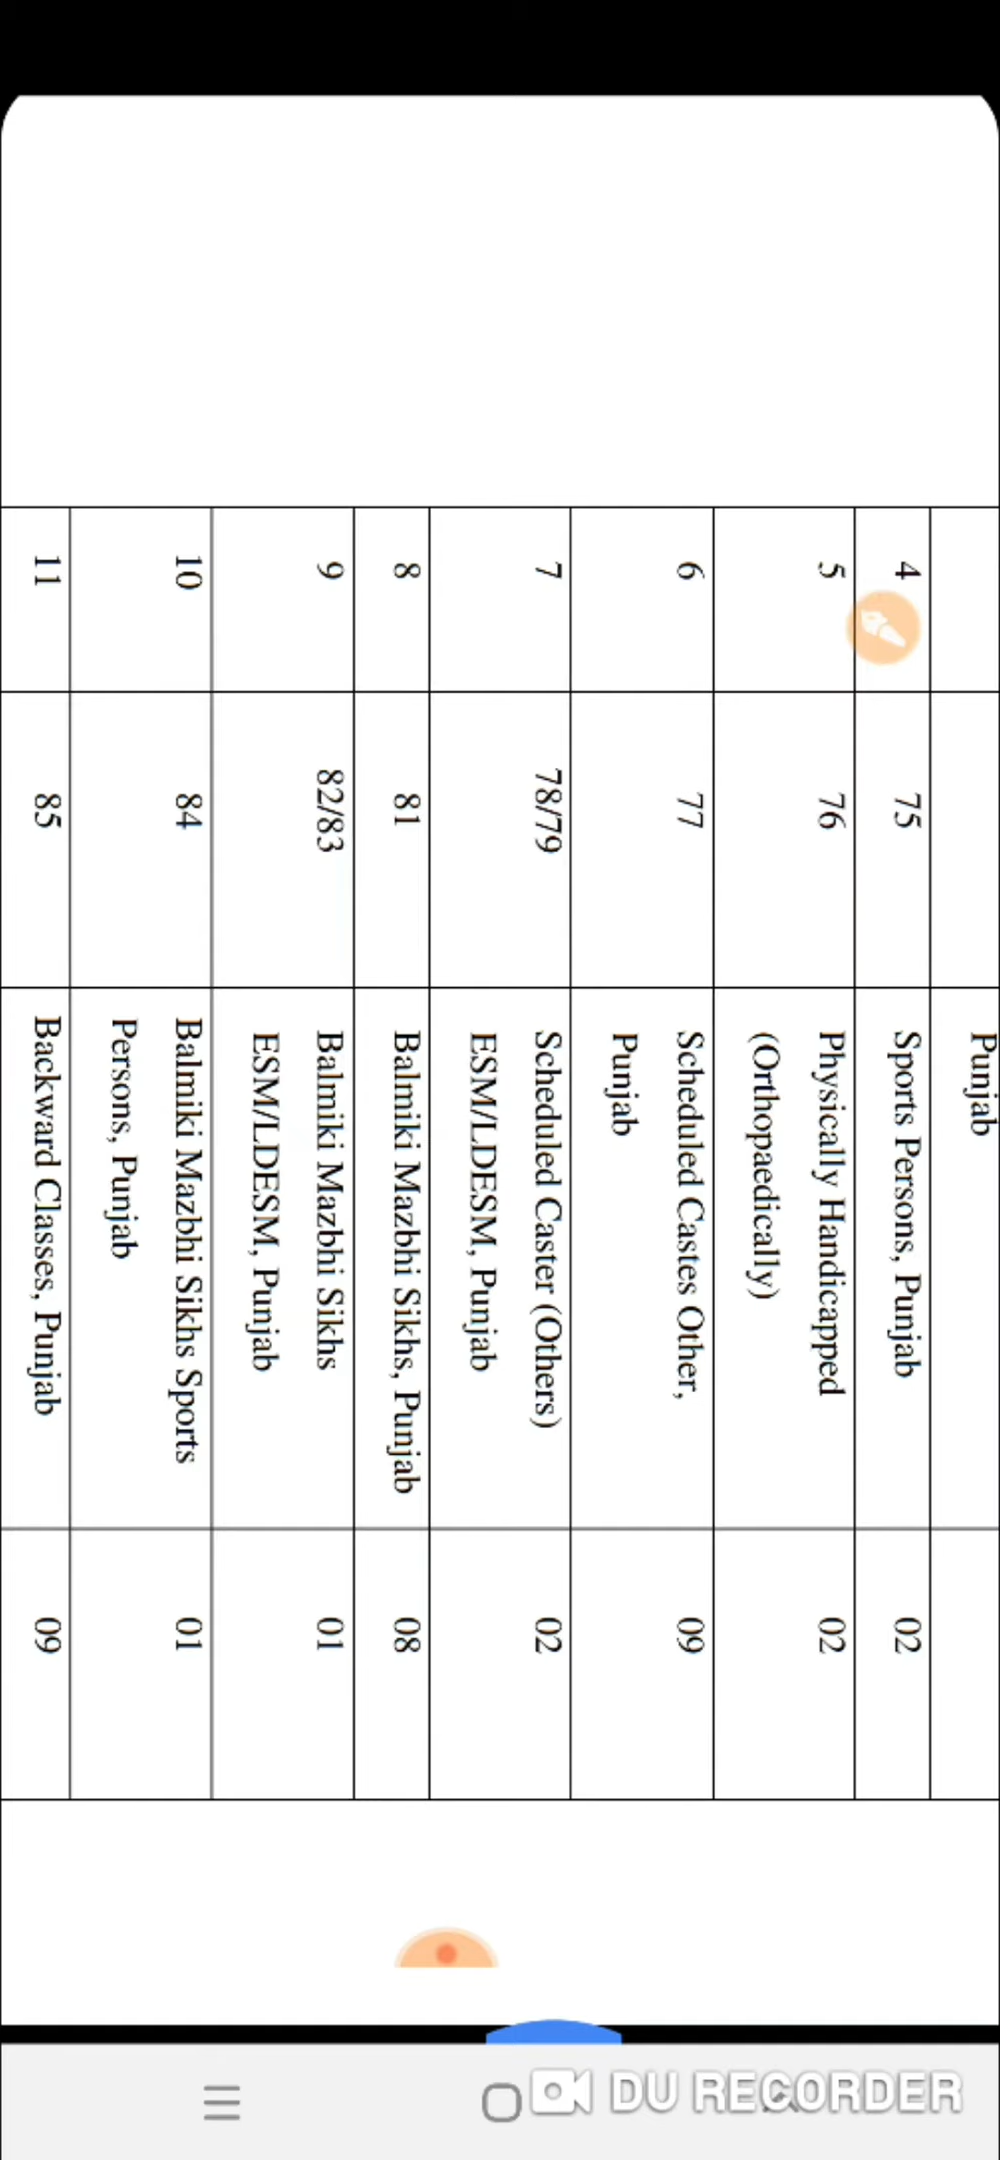 Punjab
4 75 Sports Persons, Punjab 02
5 76 Physically Handicapped 02
(Orthopaedically)
6 77 Scheduled Castes Other, 09
Punjab
7 78/79 Scheduled Caster (Others) 02
ESM/LDESM, Punjab
8 81 Balmiki Mazbhi Sikhs, Punjab 08
9 82/83 Balmiki Mazbhi Sikhs 01
ESM/LDESM, Punjab
10 84 Balmiki Mazbhi Sikhs Sports 01
Persons, Punjab
11 85 Backward Classes, Punjab 09
DU RECORDER